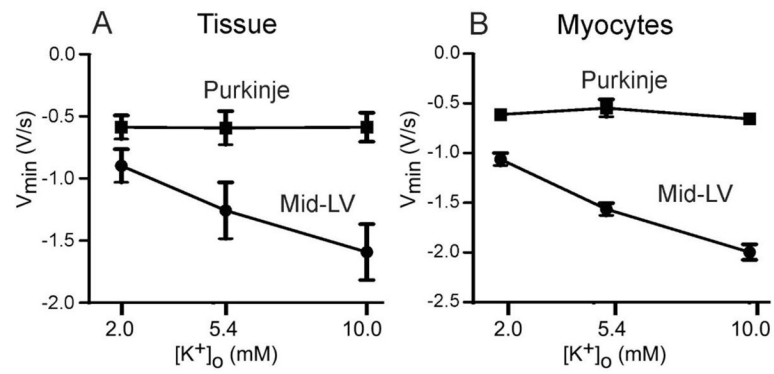 A Tissue
0.0
-0.5
-1.0
-1.5
-2.0
Vmin (V/s)
Purkinje
Mid-LV
2.0 5.4 10.0
[K+]o (mM)
B Myocytes
0.0
-0.5
-1.0
-1.5
-2.0
-2.5
Vmin (V/s)
Purkinje
Mid-LV
2.0 5.4 10.0
[K+]o (mM)